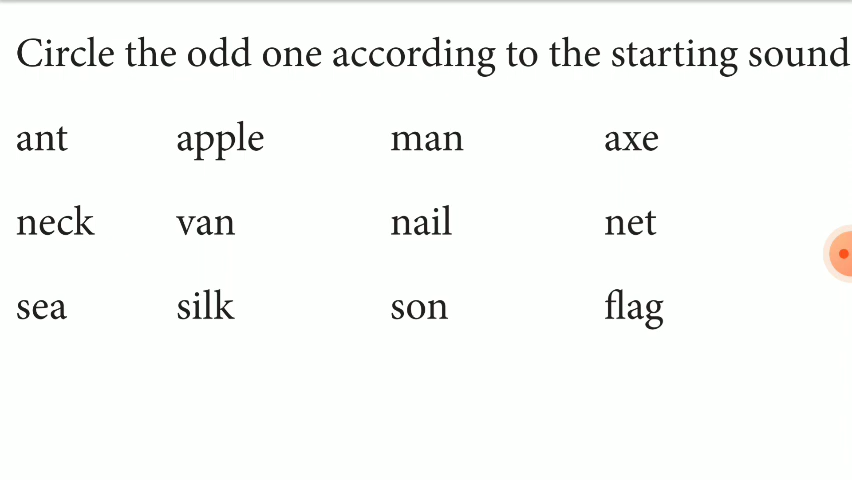 Circle the odd one according to the starting sound
ant apple man axe
neck van nail net
sea silk son flag